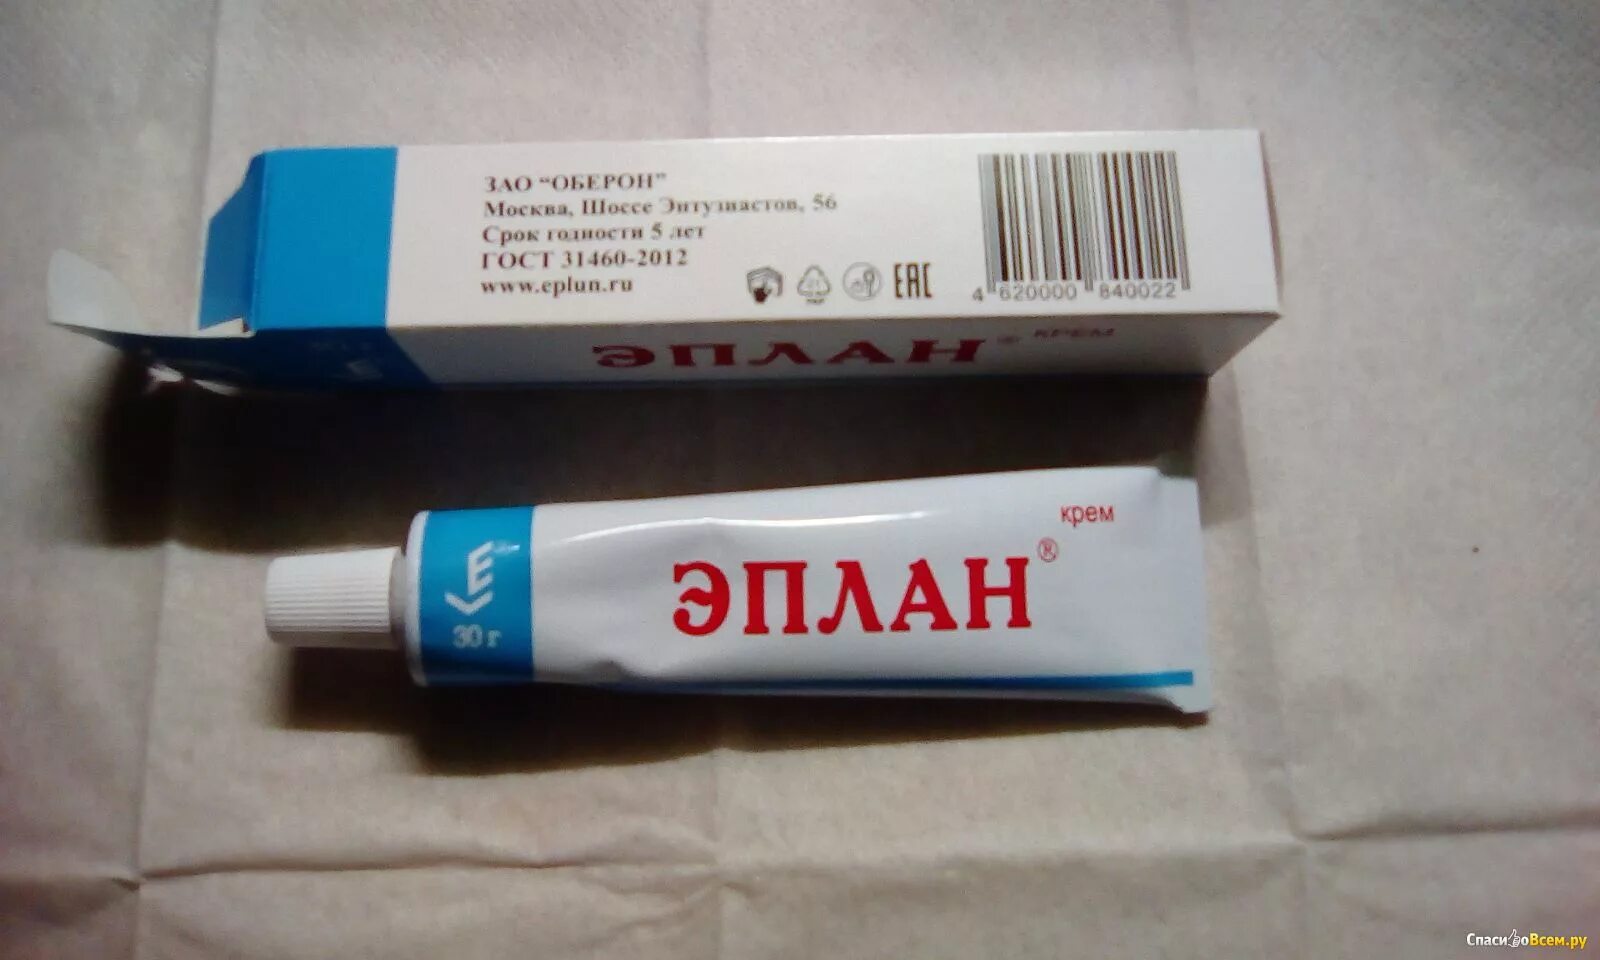 ЗАО “ОБЕРОН”
Москва, Шоссе Энтузиастов, 56
Срок годности 5 лет
ГОСТ 31460-2012
www.eplun.ru
EAC
4 620000 840022
ЭПЛАН® крем
крем
ЭПЛАН®
30 г
СпасибоВсем.ру